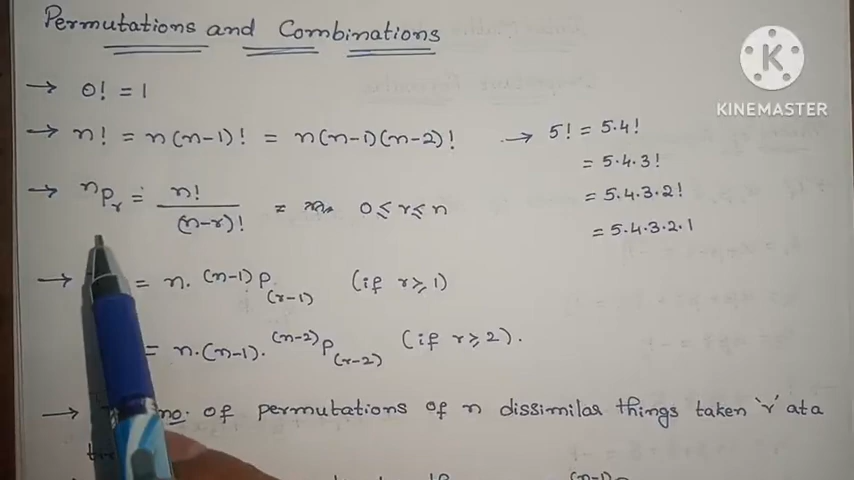 Permutations and Combinations
→ 0! = 1
→ n! = n(n-1)! = n(n-1)(n-2)!
→ 5! = 5.4!
= 5.4.3!
= 5.4.3.2!
= 5.4.3.2.1
→ ⁿPᵣ = n!/(n-r)! = 0 ≤ r ≤ n
→ = n. ⁽ⁿ⁻¹⁾P₍ᵣ₋₁₎ (if r ≥ 1)
= n.(n-1). ⁽ⁿ⁻²⁾P₍ᵣ₋₂₎ (if r ≥ 2).
→ no. of permutations of n dissimilar things taken 'r' at a
KINEMASTER